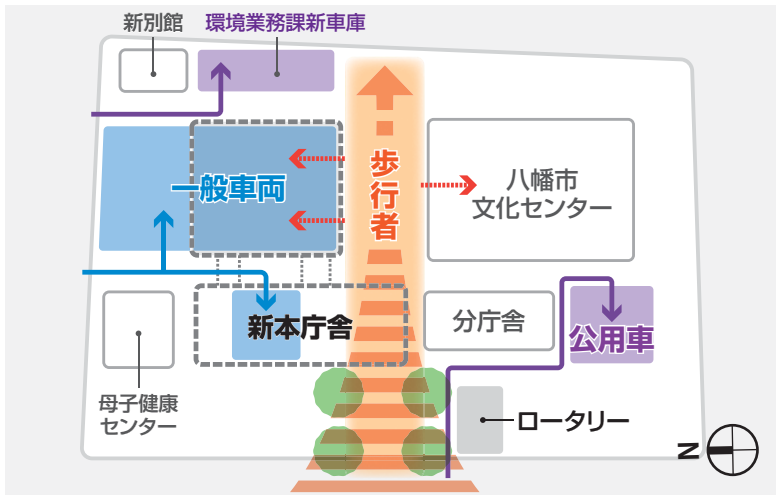 新別館
環境業務課新車庫
一般車両
歩行者
八幡市
文化センター
新本庁舎
分庁舎
公用車
母子健康
センター
ロータリー
N